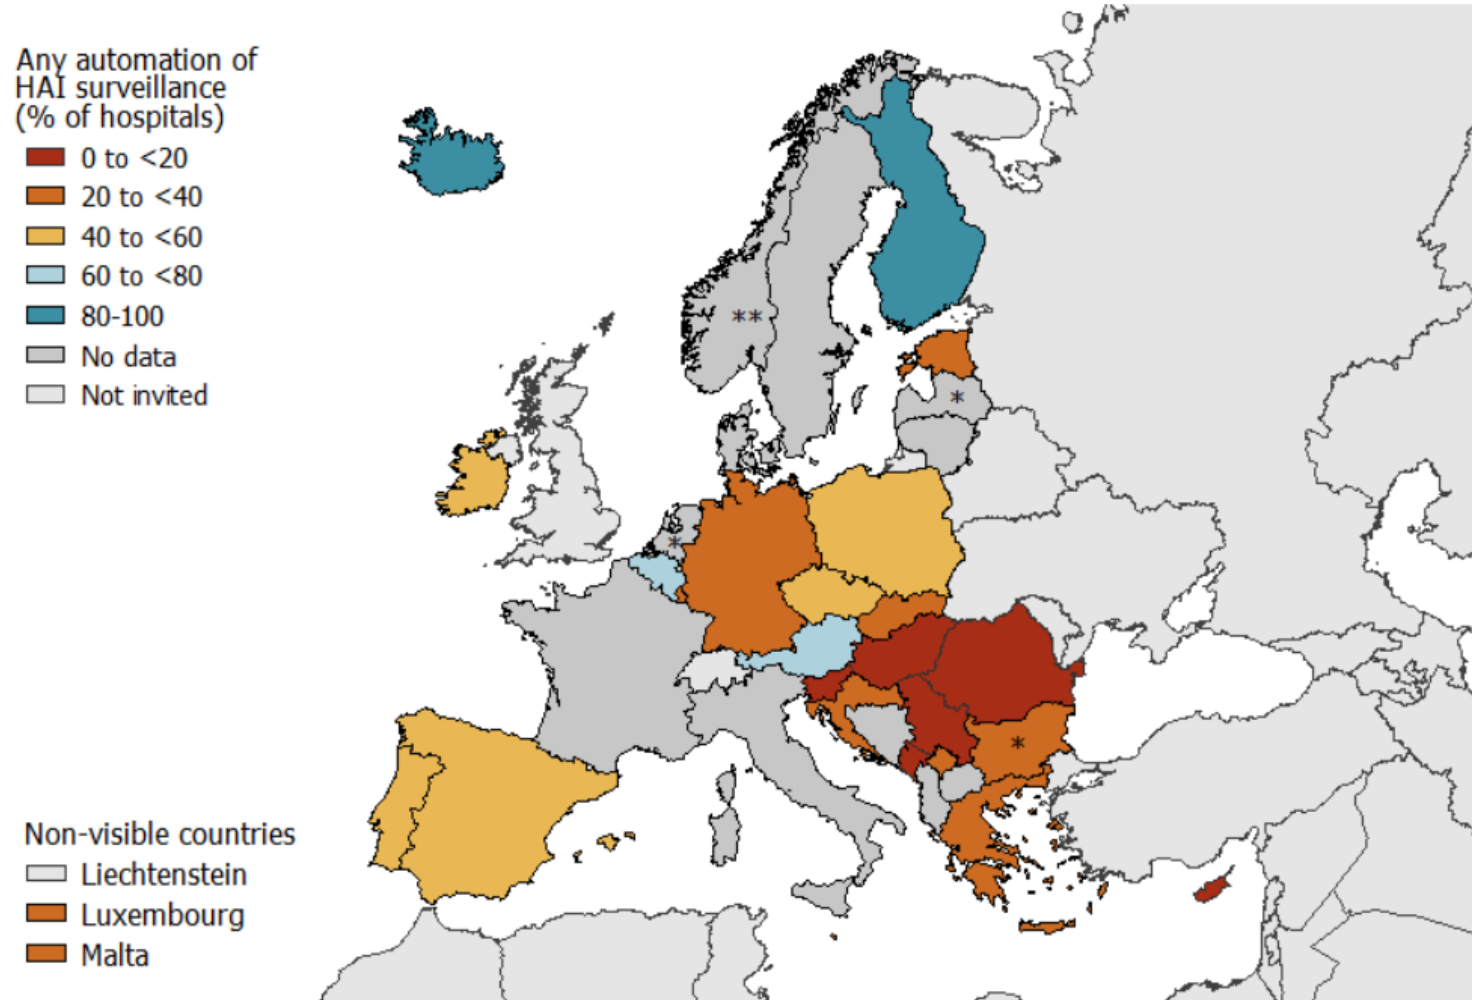 Any automation of
HAI surveillance
(% of hospitals)
0 to <20
20 to <40
40 to <60
60 to <80
80-100
No data
Not invited
**
*
*
*
Non-visible countries
Liechtenstein
Luxembourg
Malta